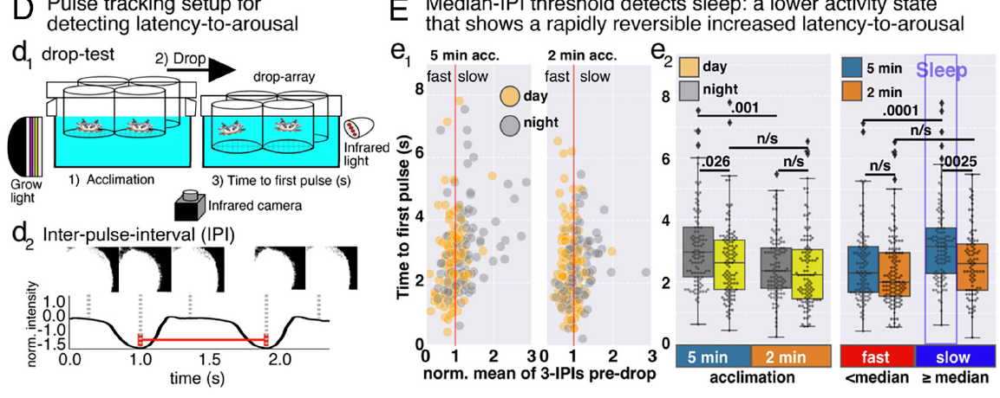 D Pulse tracking setup for
detecting latency-to-arousal
d1 drop-test
2) Drop
drop-array
Infrared
light
Grow
light
1) Acclimation
3) Time to first pulse (s)
Infrared camera
d2 Inter-pulse-interval (IPI)
norm. intensity
1.0
0.0
-1.0
-1.5
0.0 1.0 1.5 2.0
time (s)
E Median-IPI threshold detects sleep: a lower activity state
that shows a rapidly reversible increased latency-to-arousal
e1 5 min acc. 2 min acc.
fast slow fast slow
day
night
Time to first pulse (s)
8
6
4
2
0
0 1 2 3 0 1 2 3
norm. mean of 3-IPIs pre-drop
e2
day
night
8
6
4
2
0
.001
n/s
.026
n/s
5 min 2 min
acclimation
5 min
2 min
Sleep
.0001
n/s
n/s
.0025
fast slow
<median ≥ median